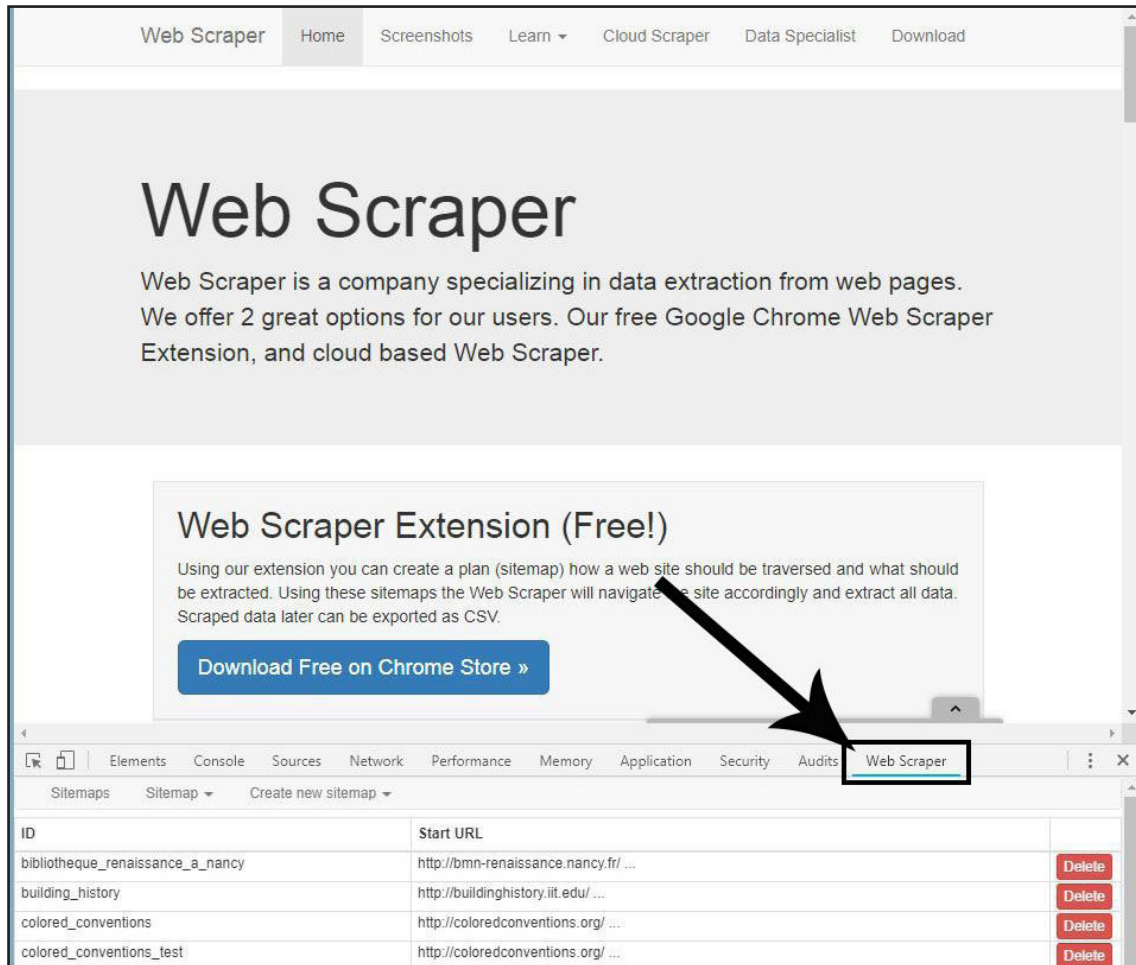 Web Scraper Home Screenshots Learn Cloud Scraper Data Specialist Download
Web Scraper
Web Scraper is a company specializing in data extraction from web pages.
We offer 2 great options for our users. Our free Google Chrome Web Scraper
Extension, and cloud based Web Scraper.
Web Scraper Extension (Free!)
Using our extension you can create a plan (sitemap) how a web site should be traversed and what should
be extracted. Using these sitemaps the Web Scraper will navigate site accordingly and extract all data.
Scraped data later can be exported as CSV.
Download Free on Chrome Store »
Elements Console Sources Network Performance Memory Application Security Audits Web Scraper
Sitemaps Sitemap Create new sitemap
ID Start URL
bibliotheque_renaissance_a_nancy http://bmn-renaissance.nancy.fr/ ... Delete
building_history http://buildinghistory.iit.edu/ ... Delete
colored_conventions http://coloredconventions.org/ ... Delete
colored_conventions_test http://coloredconventions.org/ ... Delete